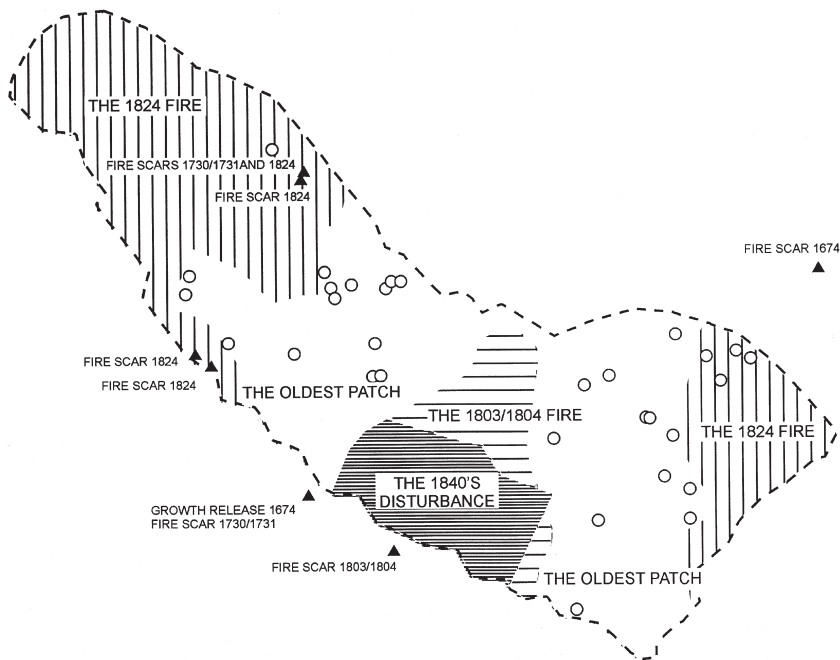 THE 1824 FIRE
FIRE SCARS 1730/1731AND 1824
FIRE SCAR 1824
FIRE SCAR 1674
FIRE SCAR 1824
FIRE SCAR 1824
THE OLDEST PATCH
THE 1803/1804 FIRE
THE 1824 FIRE
THE 1840'S
DISTURBANCE
GROWTH RELEASE 1674
FIRE SCAR 1730/1731
FIRE SCAR 1803/1804
THE OLDEST PATCH